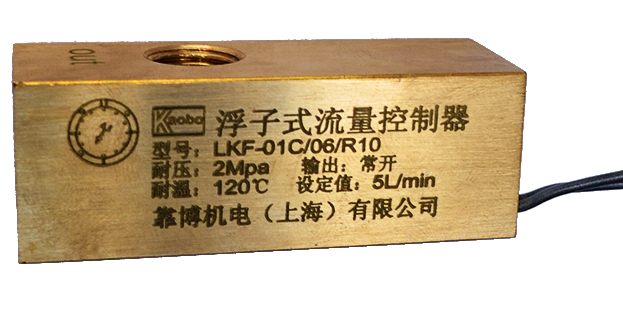 out
Kaobo 浮子式流量控制器
型号：LKF-01C/06/R10
耐压：2Mpa 输出：常开
耐温：120℃ 设定值：5L/min
靠博机电（上海）有限公司